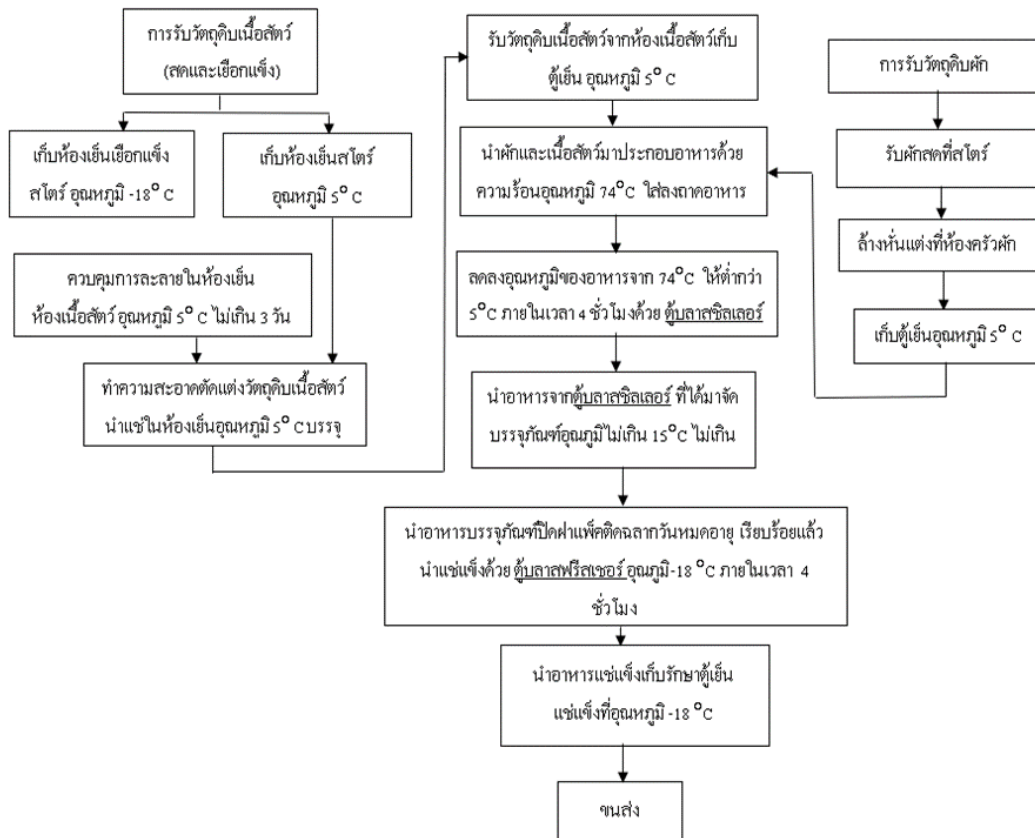 การรับวัตถุดิบเนื้อสัตว์
(สดและเยือกแข็ง)
เก็บห้องเย็นเยือกแข็ง
สโตร์ อุณหภูมิ -18° C
เก็บห้องเย็นสโตร์
อุณหภูมิ 5° C
ควบคุมการละลายในห้องเย็น
ห้องเนื้อสัตว์ อุณหภูมิ 5° C ไม่เกิน 3 วัน
ทำความสะอาดตัดแต่งวัตถุดิบเนื้อสัตว์
นำแช่ในห้องเย็นอุณหภูมิ 5° C บรรจุ
รับวัตถุดิบเนื้อสัตว์จากห้องเนื้อสัตว์เก็บ
ตู้เย็น อุณหภูมิ 5° C
นำผักและเนื้อสัตว์มาประกอบอาหารด้วย
ความร้อนอุณหภูมิ 74°C ใส่ลงถาดอาหาร
ลดลงอุณหภูมิของอาหารจาก 74°C ให้ต่ำกว่า
5°C ภายในเวลา 4 ชั่วโมงด้วย ตู้บลาสชิลเลอร์
นำอาหารจากตู้บลาสชิลเลอร์ ที่ได้มาจัด
บรรจุภัณฑ์อุณภูมิไม่เกิน 15°C ไม่เกิน
นำอาหารบรรจุภัณฑ์ปิดฝาแพ็คติดฉลากวันหมดอายุ เรียบร้อยแล้ว
นำแช่แข็งด้วย ตู้บลาสฟรีสเซอร์ อุณภูมิ -18 °C ภายในเวลา 4
ชั่วโมง
นำอาหารแช่แข็งเก็บรักษาตู้เย็น
แช่แข็งที่อุณหภูมิ -18 °C
ขนส่ง
การรับวัตถุดิบผัก
รับผักสดที่สโตร์
ล้างหั่นแต่งที่ห้องครัวผัก
เก็บตู้เย็นอุณหภูมิ 5° C